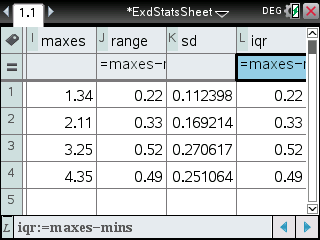 1.1 *ExdStatsSheet DEG
I maxes J range K sd L iqr
= =maxes−m =maxes−m
1 1.34 0.22 0.112398 0.22
2 2.11 0.33 0.169214 0.33
3 3.25 0.52 0.270617 0.52
4 4.35 0.49 0.251064 0.49
5
L iqr:=maxes−mins